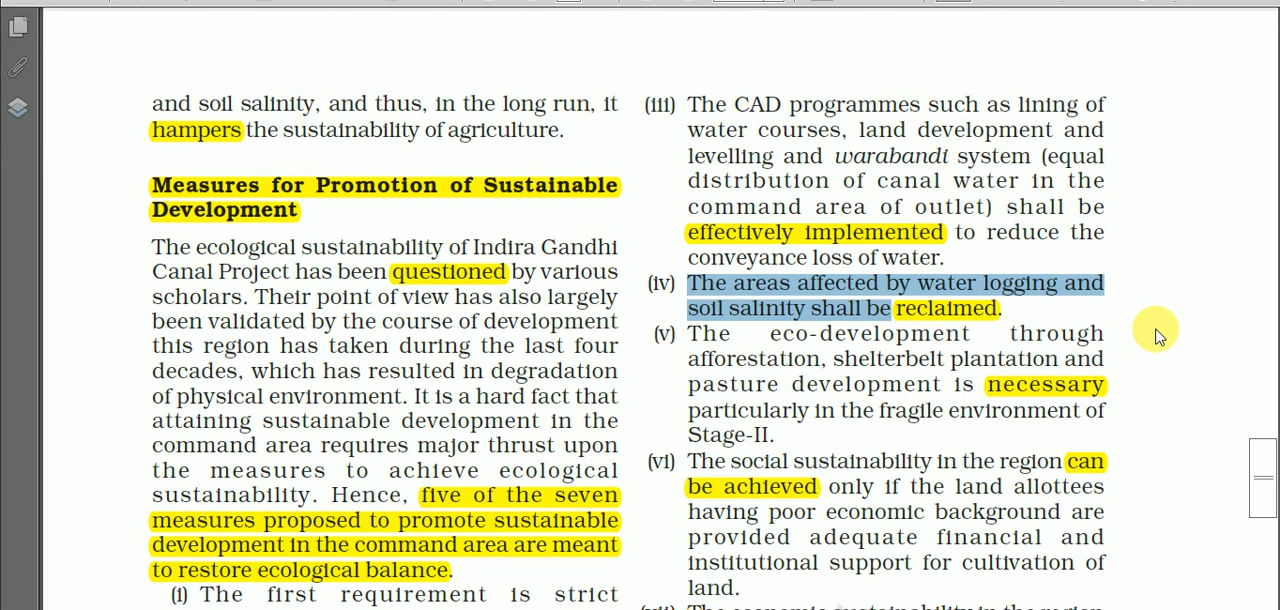 and soil salinity, and thus, in the long run, it
hampers the sustainability of agriculture.
Measures for Promotion of Sustainable
Development
The ecological sustainability of Indira Gandhi
Canal Project has been questioned by various
scholars. Their point of view has also largely
been validated by the course of development
this region has taken during the last four
decades, which has resulted in degradation
of physical environment. It is a hard fact that
attaining sustainable development in the
command area requires major thrust upon
the measures to achieve ecological
sustainability. Hence, five of the seven
measures proposed to promote sustainable
development in the command area are meant
to restore ecological balance.
(i) The first requirement is strict
(iii) The CAD programmes such as lining of
water courses, land development and
levelling and warabandi system (equal
distribution of canal water in the
command area of outlet) shall be
effectively implemented to reduce the
conveyance loss of water.
(iv) The areas affected by water logging and
soil salinity shall be reclaimed.
(v) The eco-development through
afforestation, shelterbelt plantation and
pasture development is necessary
particularly in the fragile environment of
Stage-II.
(vi) The social sustainability in the region can
be achieved only if the land allottees
having poor economic background are
provided adequate financial and
institutional support for cultivation of
land.
(vii) The economic sustainability in the region